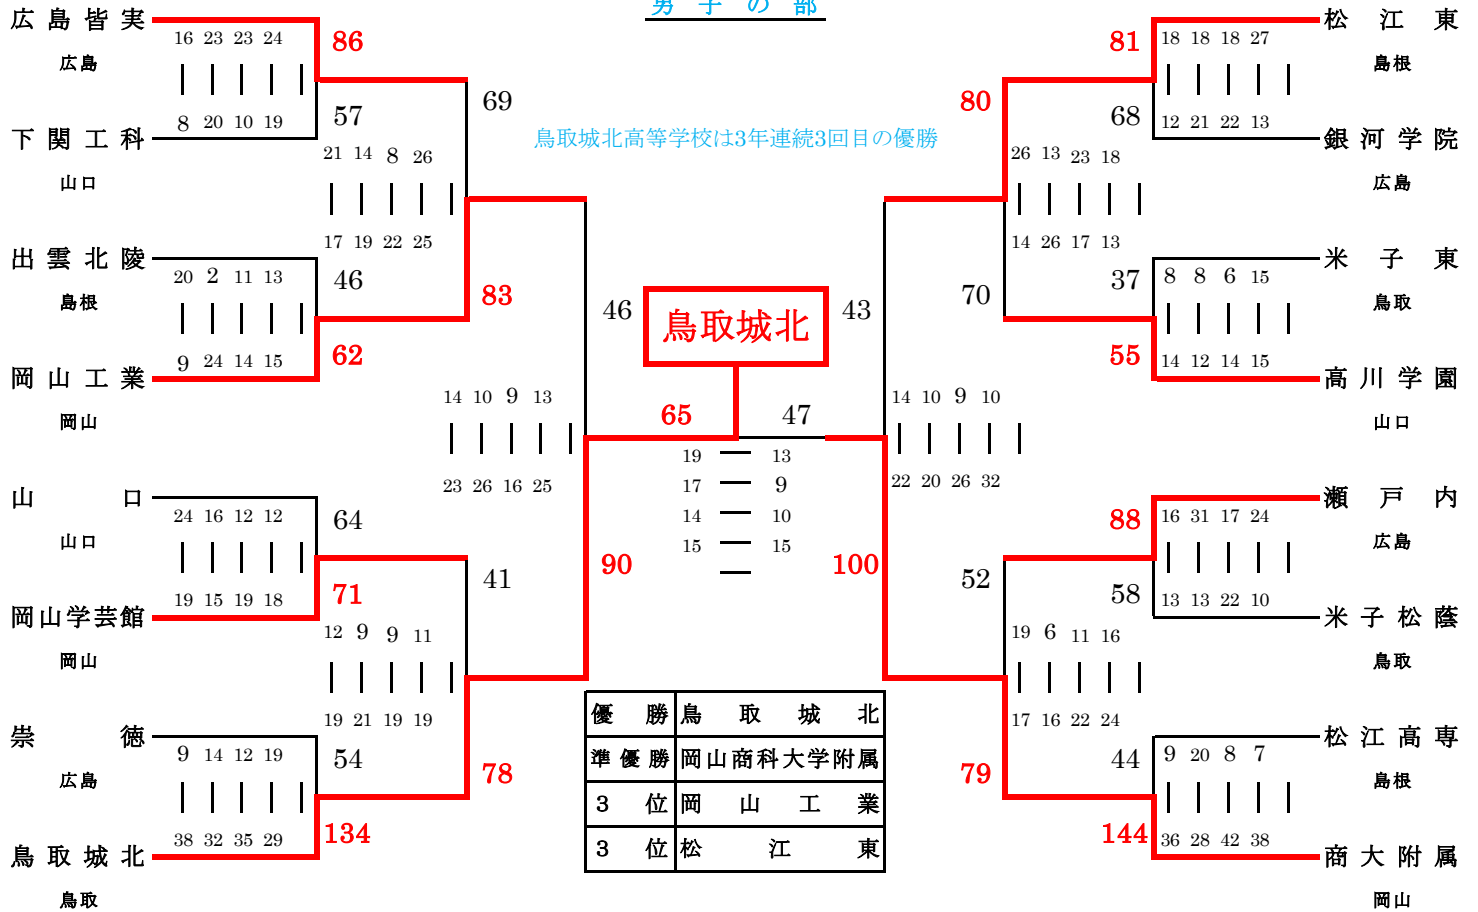 男子の部
広島皆実
広島
16 23 23 24
8 20 10 19
86
57
下関工科
山口
出雲北陵
島根
20 2 11 13
9 24 14 15
46
62
岡山工業
岡山
21 14 8 26
17 19 22 25
69
83
山口
山口
24 16 12 12
19 15 19 18
64
71
岡山学芸館
岡山
崇徳
広島
9 14 12 19
38 32 35 29
54
134
鳥取城北
鳥取
12 9 9 11
19 21 19 19
41
78
14 10 9 13
23 26 16 25
46
90
鳥取城北高等学校は3年連続3回目の優勝
鳥取城北
65 47
19 13
17 9
14 10
15 15
43
100
14 10 9 10
22 20 26 32
80
70
26 13 23 18
14 26 17 13
81
68
18 18 18 27
12 21 22 13
松江東
島根
銀河学院
広島
37
55
8 8 6 15
14 12 14 15
米子東
鳥取
高川学園
山口
52
79
19 6 11 16
17 16 22 24
88
58
16 31 17 24
13 13 22 10
瀬戸内
広島
米子松蔭
鳥取
44
144
9 20 8 7
36 28 42 38
松江高専
島根
商大附属
岡山
優勝 鳥取城北
準優勝 岡山商科大学附属
3位 岡山工業
3位 松江東